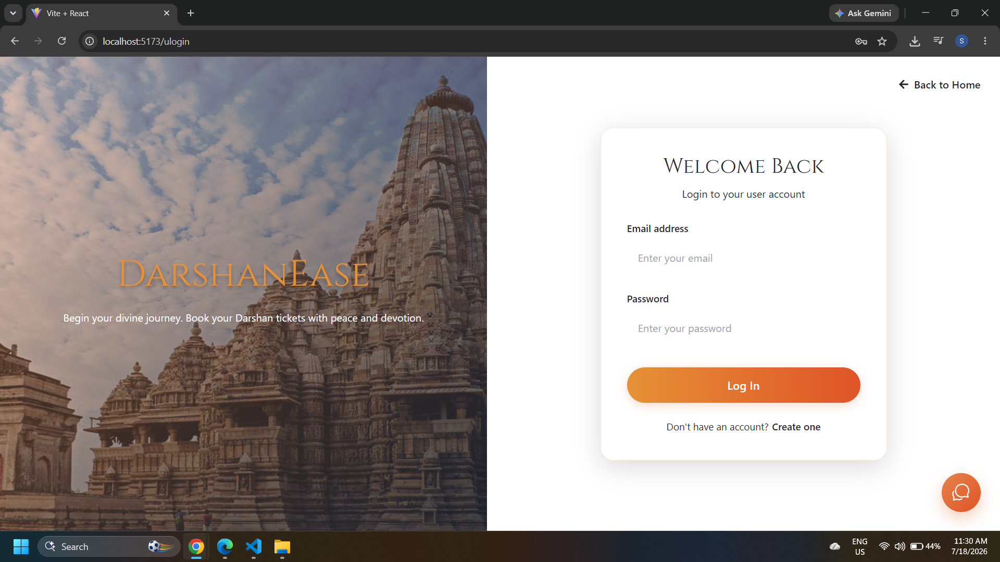 Vite + React
Ask Gemini
localhost:5173/ulogin
S
Back to Home
DarshanEase
Begin your divine journey. Book your Darshan tickets with peace and devotion.
Welcome Back
Login to your user account
Email address
Enter your email
Password
Enter your password
Log In
Don't have an account? Create one
Search
ENG
US
44%
11:30 AM
7/18/2026